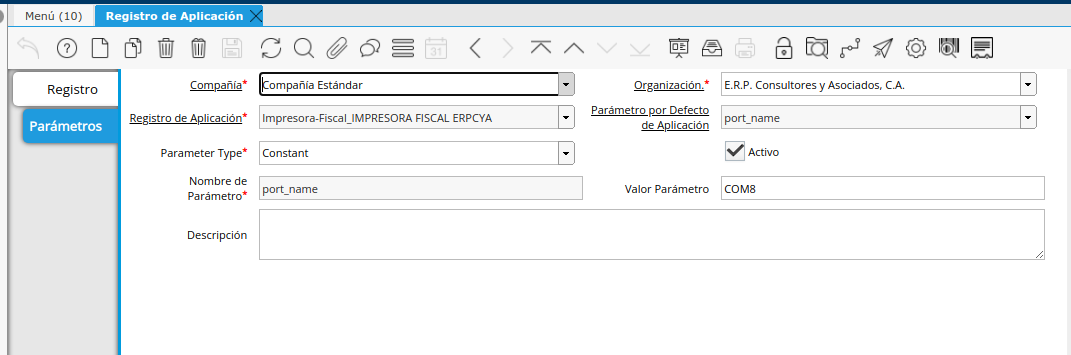 Menú (10)
Registro de Aplicación
31
Registro
Parámetros
Compañía*
Compañía Estándar
Organización.*
E.R.P. Consultores y Asociados, C.A.
Registro de Aplicación*
Impresora-Fiscal_IMPRESORA FISCAL ERPCYA
Parámetro por Defecto
de Aplicación
port_name
Parameter Type*
Constant
Activo
Nombre de
Parámetro*
port_name
Valor Parámetro
COM8
Descripción